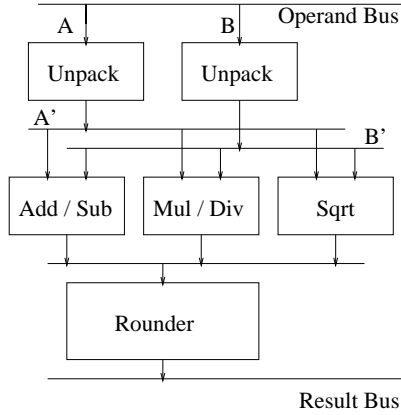 Operand Bus
A
B
Unpack
Unpack
A'
B'
Add / Sub
Mul / Div
Sqrt
Rounder
Result Bus